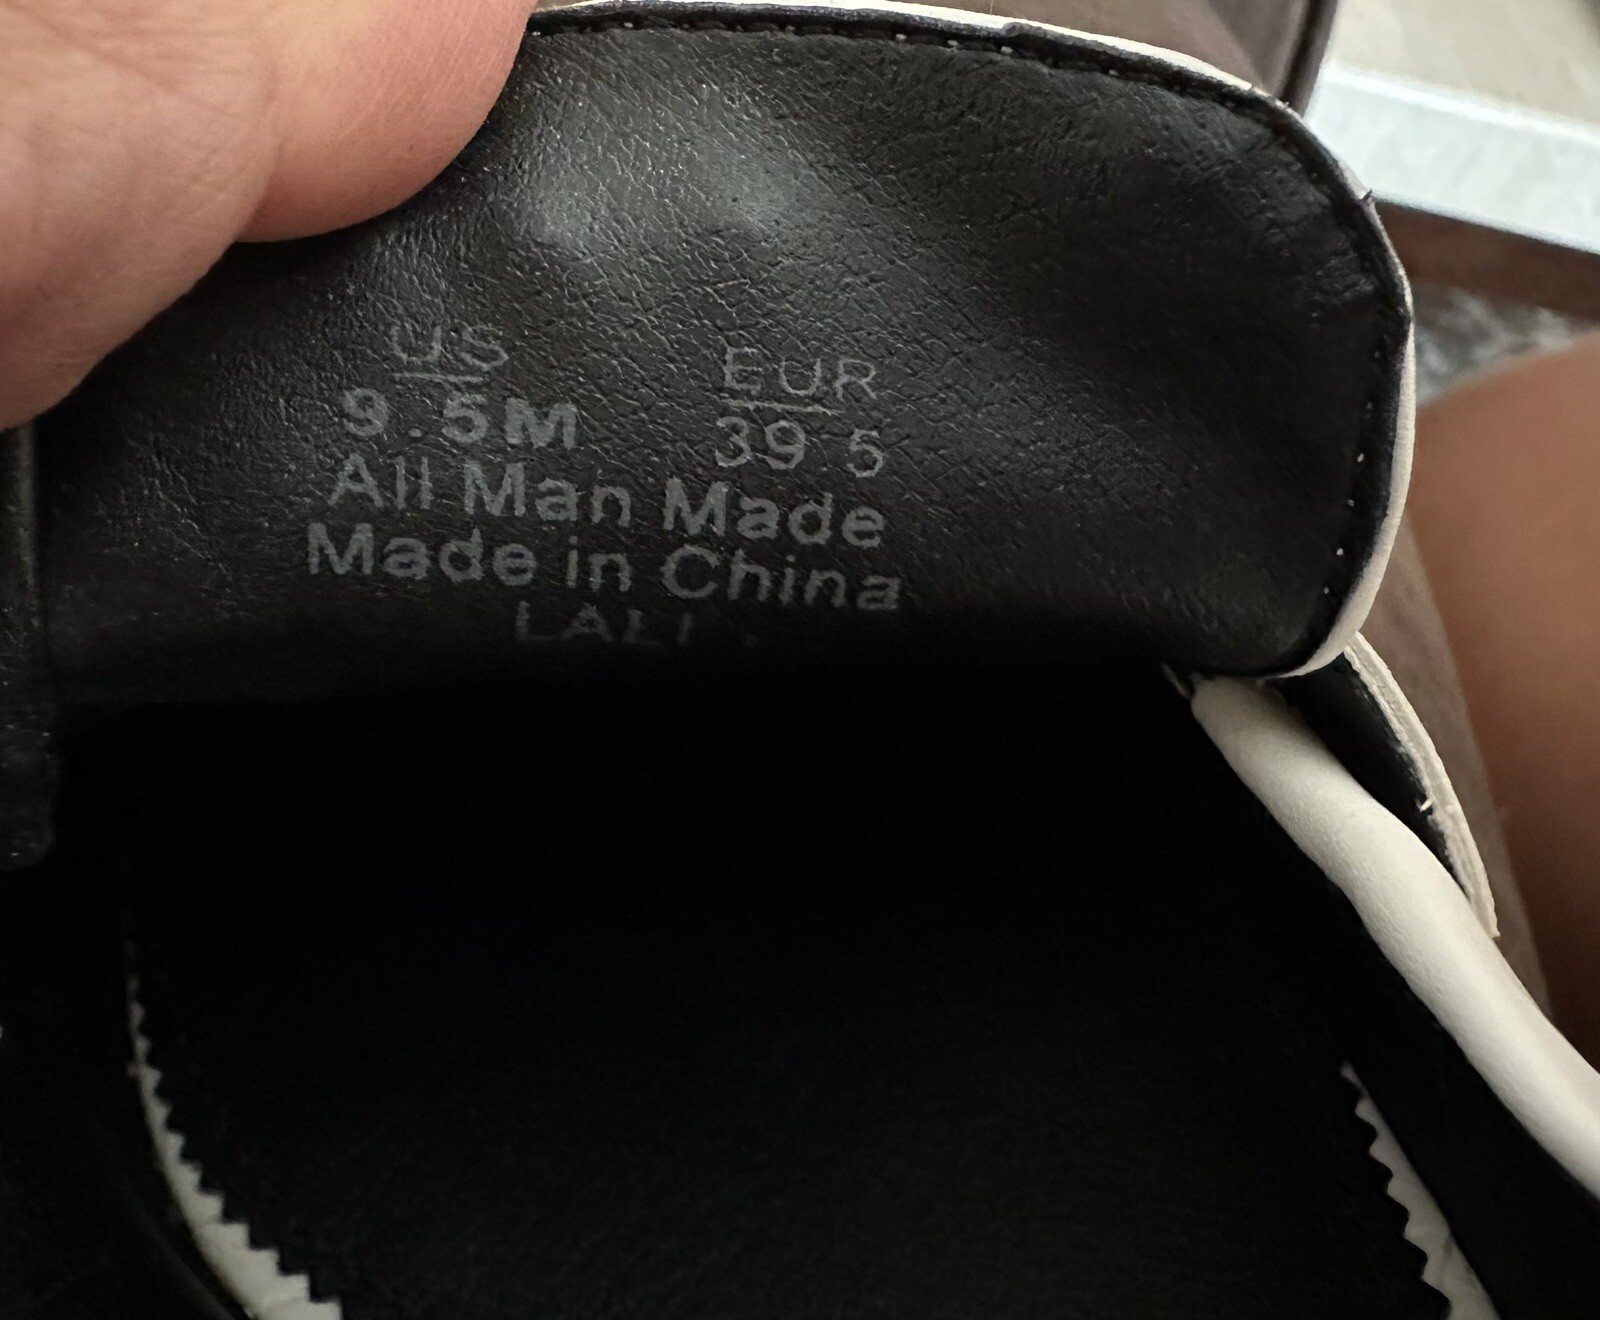 US EUR
9.5M 39.5
All Man Made
Made in China